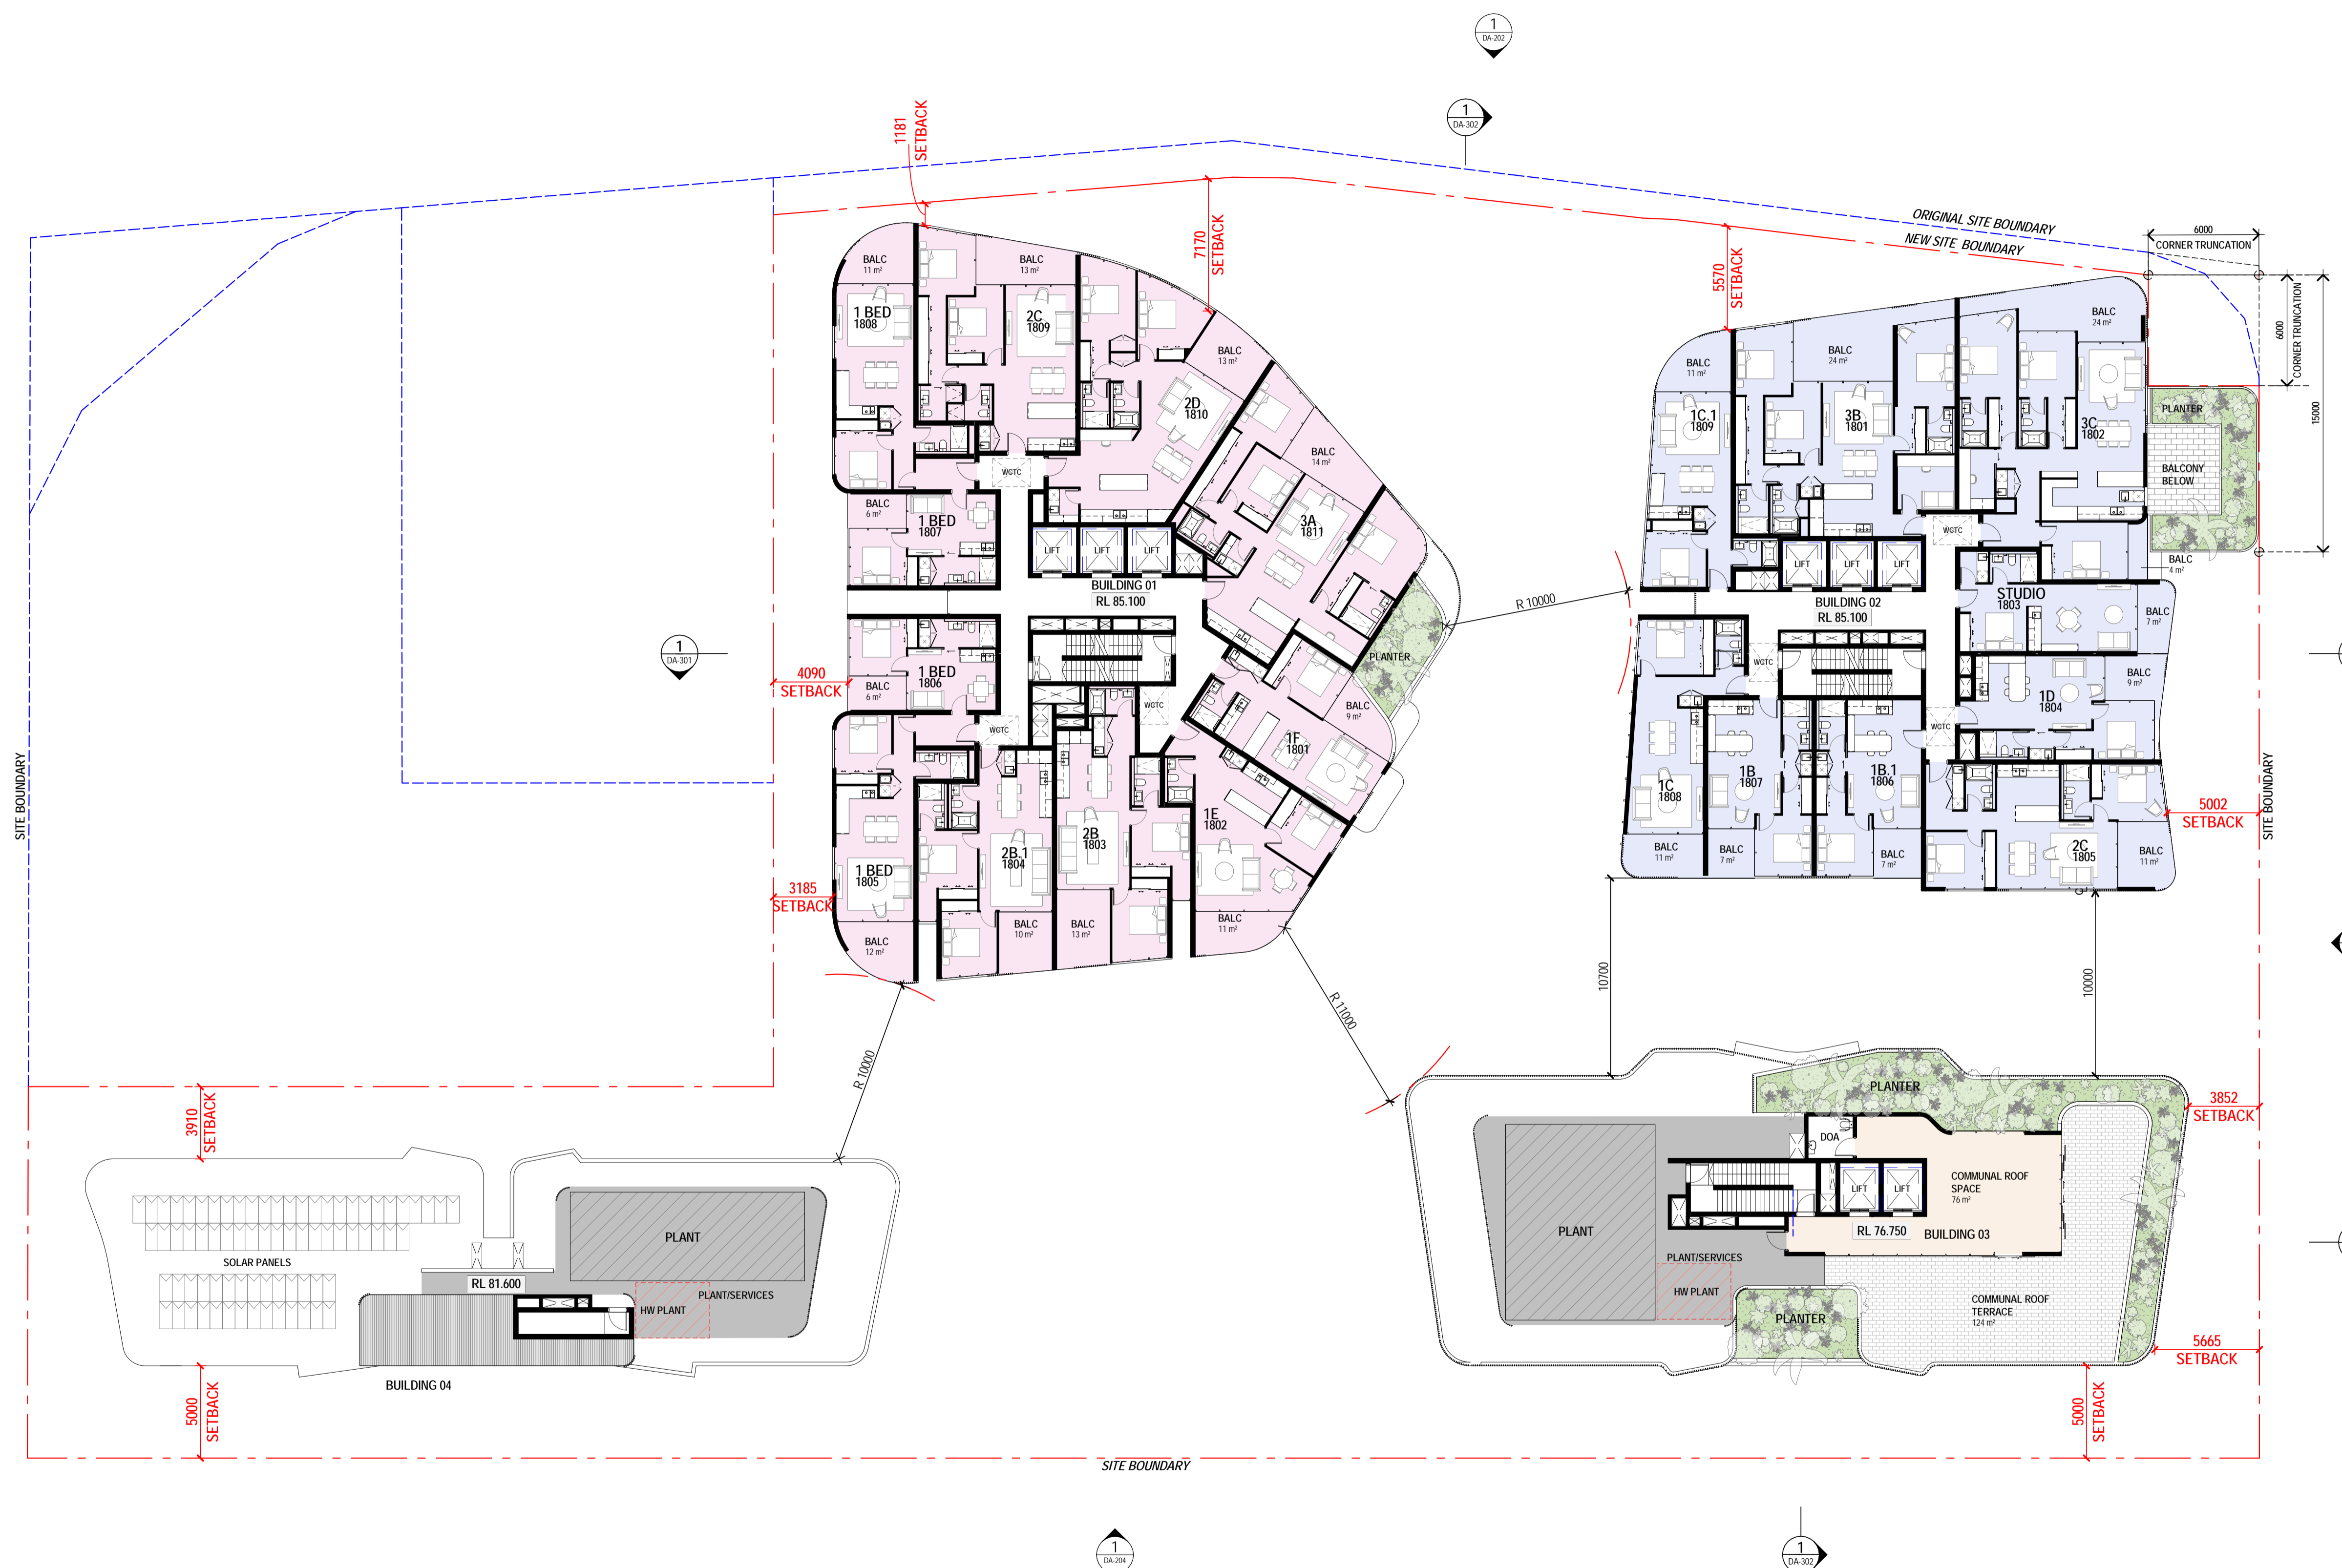 1
DA-202
1
DA-302
1181
SETBACK
7170
SETBACK
5570
SETBACK
ORIGINAL SITE BOUNDARY
NEW SITE BOUNDARY
6000
CORNER TRUNCATION
6000
CORNER TRUNCATION
15000
BALC
11 m²
1 BED
1808
BALC
13 m²
2C
1809
BALC
13 m²
2D
1810
BALC
14 m²
3A
1811
WGTC
BALC
6 m²
1 BED
1807
LIFT
LIFT
LIFT
BUILDING 01
RL 85.100
PLANTER
R 10000
1
DA-301
4090
SETBACK
1 BED
1806
BALC
6 m²
WGTC
WGTC
BALC
9 m²
1F
1801
1E
1802
BALC
11 m²
2B
1803
BALC
13 m²
2B.1
1804
BALC
10 m²
1 BED
1805
BALC
12 m²
3185
SETBACK
BALC
11 m²
1C.1
1809
BALC
24 m²
3B
1801
BALC
24 m²
3C
1802
PLANTER
BALCONY
BELOW
WGTC
LIFT
LIFT
LIFT
BALC
4 m²
BUILDING 02
RL 85.100
STUDIO
1803
BALC
7 m²
WGTC
BALC
9 m²
1D
1804
WGTC
1C
1808
BALC
11 m²
1B
1807
BALC
7 m²
1B.1
1806
BALC
7 m²
2C
1805
BALC
11 m²
5002
SETBACK
SITE BOUNDARY
SITE BOUNDARY
R 10000
R 11000
10700
10000
3910
SETBACK
SOLAR PANELS
RL 81.600
PLANT
PLANT/SERVICES
HW PLANT
BUILDING 04
5000
SETBACK
PLANTER
3852
SETBACK
DOA
LIFT
LIFT
COMMUNAL ROOF
SPACE
76 m²
PLANT
RL 76.750
BUILDING 03
PLANT/SERVICES
HW PLANT
PLANTER
COMMUNAL ROOF
TERRACE
124 m²
5665
SETBACK
5000
SETBACK
SITE BOUNDARY
1
DA-204
1
DA-302